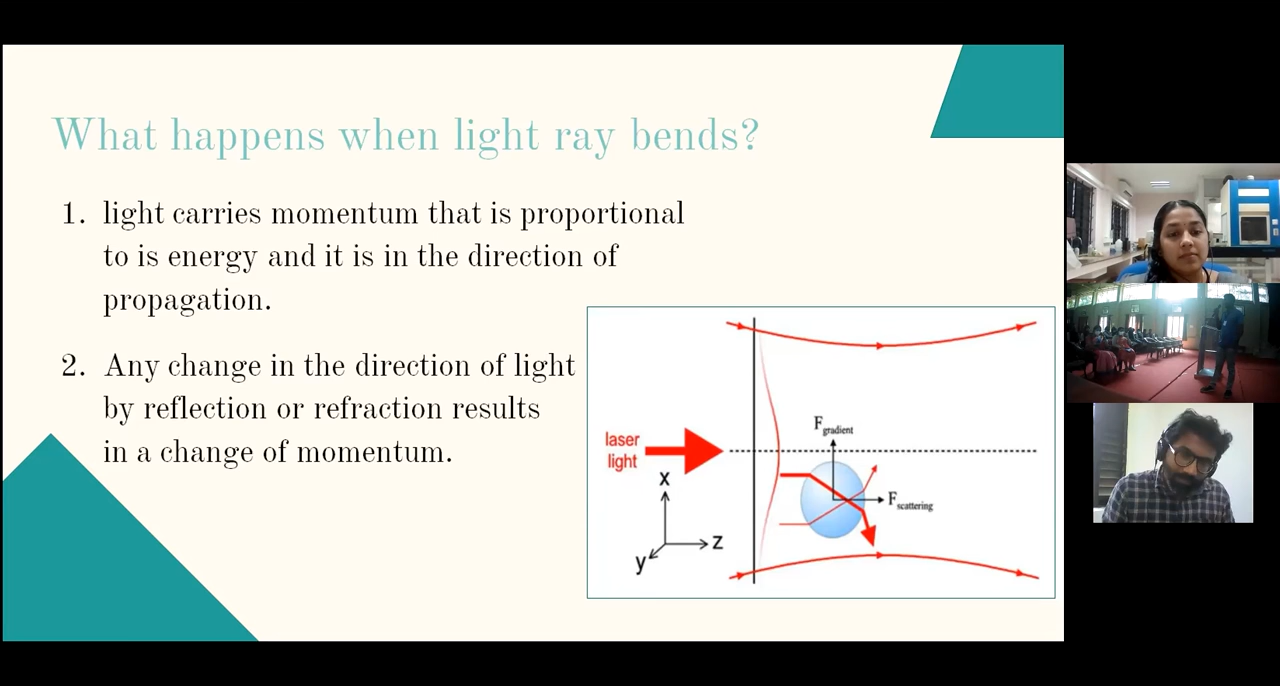 What happens when light ray bends?
1. light carries momentum that is proportional
to is energy and it is in the direction of
propagation.
2. Any change in the direction of light
by reflection or refraction results
in a change of momentum.
laser
light
x
y
z
Fgradient
Fscattering